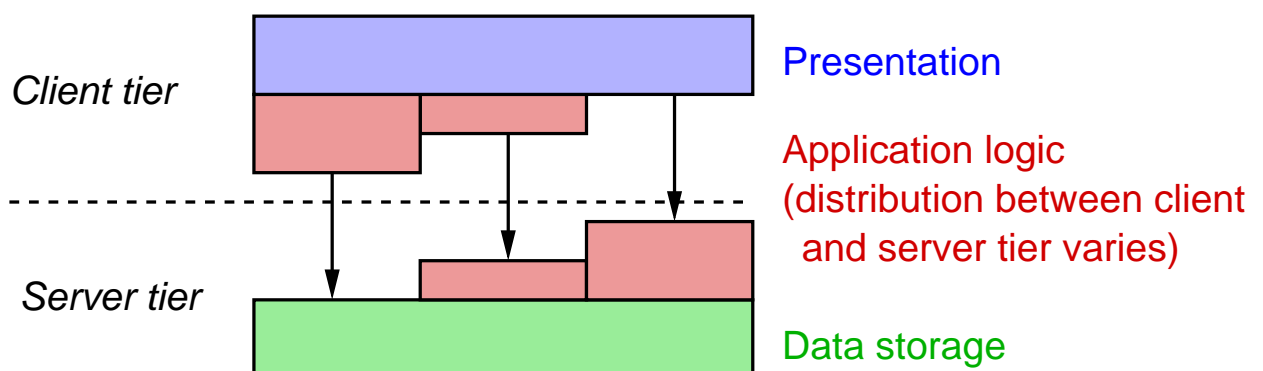 Client tier
Presentation
Application logic
(distribution between client
and server tier varies)
Server tier
Data storage